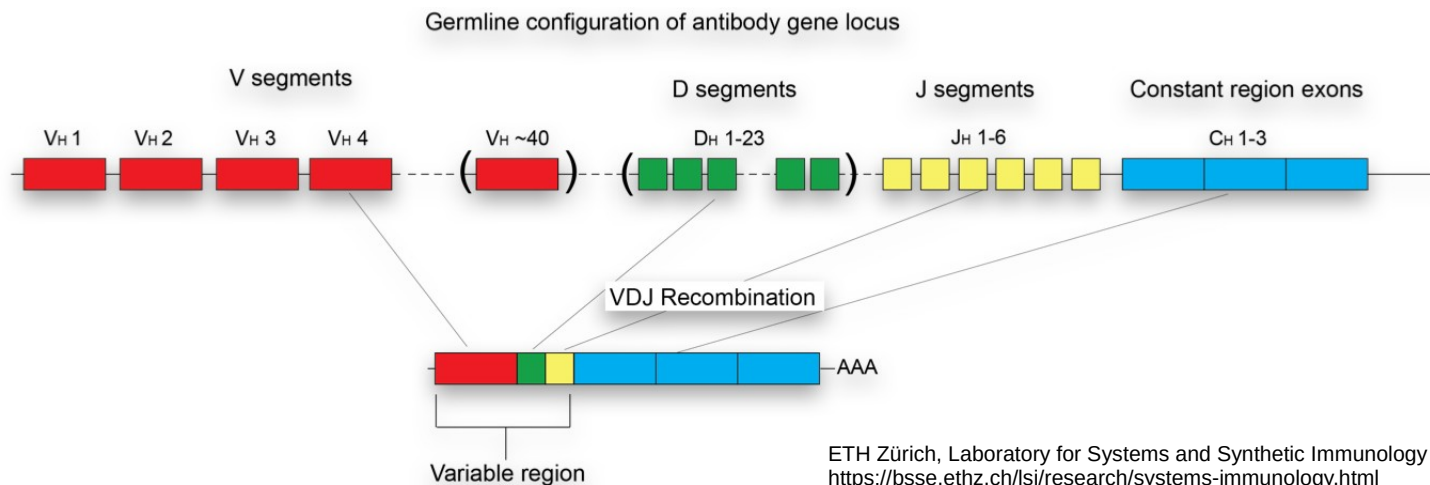 Germline configuration of antibody gene locus
V segments
D segments
J segments
Constant region exons
VH 1
VH 2
VH 3
VH 4
( VH ~40 )
( DH 1-23 )
JH 1-6
CH 1-3
VDJ Recombination
AAA
Variable region
ETH Zürich, Laboratory for Systems and Synthetic Immunology
https://bsse.ethz.ch/lsi/research/systems-immunology.html